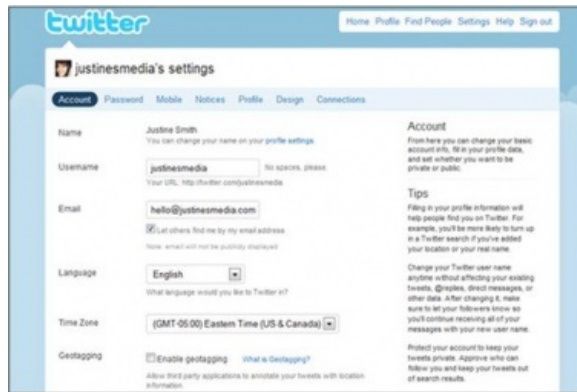 twitter
Home Profile Find People Settings Help Sign out
justinesmedia's settings
Account Password Mobile Notices Profile Design Connections
Name
Justine Smith
You can change your name on your profile settings.
Username
justinesmedia
No spaces, please.
Your URL: http://twitter.com/justinesmedia
Email
hello@justinesmedia.com
Let others find me by my email address
Note: email will not be publicly displayed
Language
English
What language would you like to Twitter in?
Time Zone
(GMT-05:00) Eastern Time (US & Canada)
Geotagging
Enable geotagging What is Geotagging?
Allow third party applications to annotate your tweets with location
information
Account
From here you can change your basic
account info, fill in your profile data,
and set whether you want to be
private or public.
Tips
Filling in your profile information will
help people find you on Twitter. For
example, you'll be more likely to turn up
in a Twitter search if you've added
your location or your real name.
Change your Twitter user name
anytime without affecting your existing
tweets, @replies, direct messages, or
other data. After changing it, make
sure to let your followers know so
you'll continue receiving all of your
messages with your new user name.
Protect your account to keep your
tweets private. Approve who can
follow you and keep your tweets out
of search results.